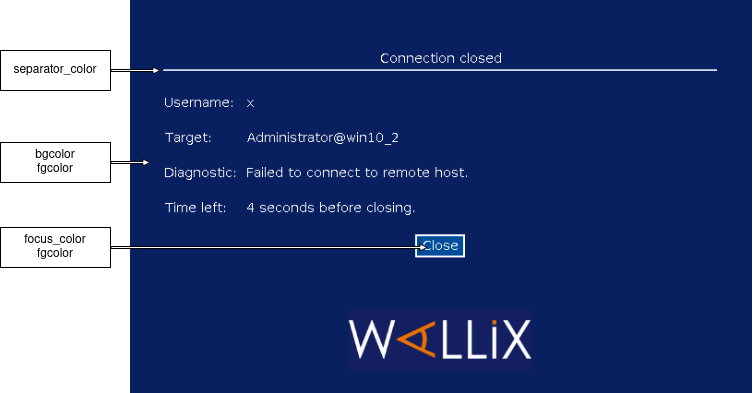 Connection closed
separator_color
Username: x
Target: Administrator@win10_2
bgcolor
fgcolor
Diagnostic: Failed to connect to remote host.
Time left: 4 seconds before closing.
focus_color
fgcolor
Close
WALLiX